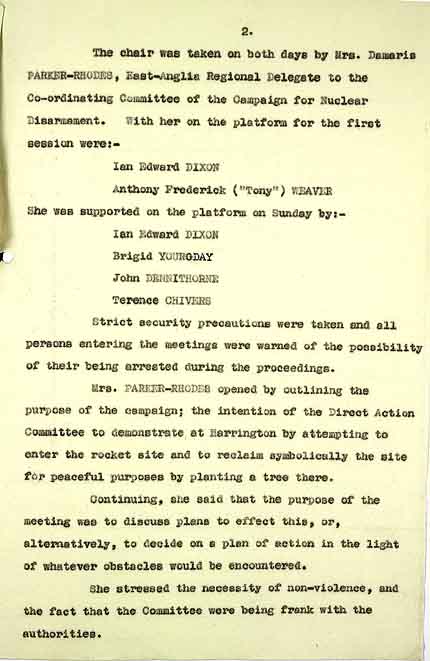 2.
The chair was taken on both days by Mrs. Damaris
PARKER-RHODES, East-Anglia Regional Delegate to the
Co-ordinating Committee of the Campaign for Nuclear
Disarmament. With her on the platform for the first
session were:-
Ian Edward DIXON
Anthony Frederick ("Tony") WEAVER
She was supported on the platform on Sunday by:-
Ian Edward DIXON
Brigid YOURGDAY
John DENNITHORNE
Terence CHIVERS
Strict security precautions were taken and all
persons entering the meetings were warned of the possibility
of their being arrested during the proceedings.
Mrs. PARKER-RHODES opened by outlining the
purpose of the campaign; the intention of the Direct Action
Committee to demonstrate at Harrington by attempting to
enter the rocket site and to reclaim symbolically the site
for peaceful purposes by planting a tree there.
Continuing, she said that the purpose of the
meeting was to discuss plans to effect this, or,
alternatively, to decide on a plan of action in the light
of whatever obstacles would be encountered.
She stressed the necessity of non-violence, and
the fact that the Committee were being frank with the
authorities.